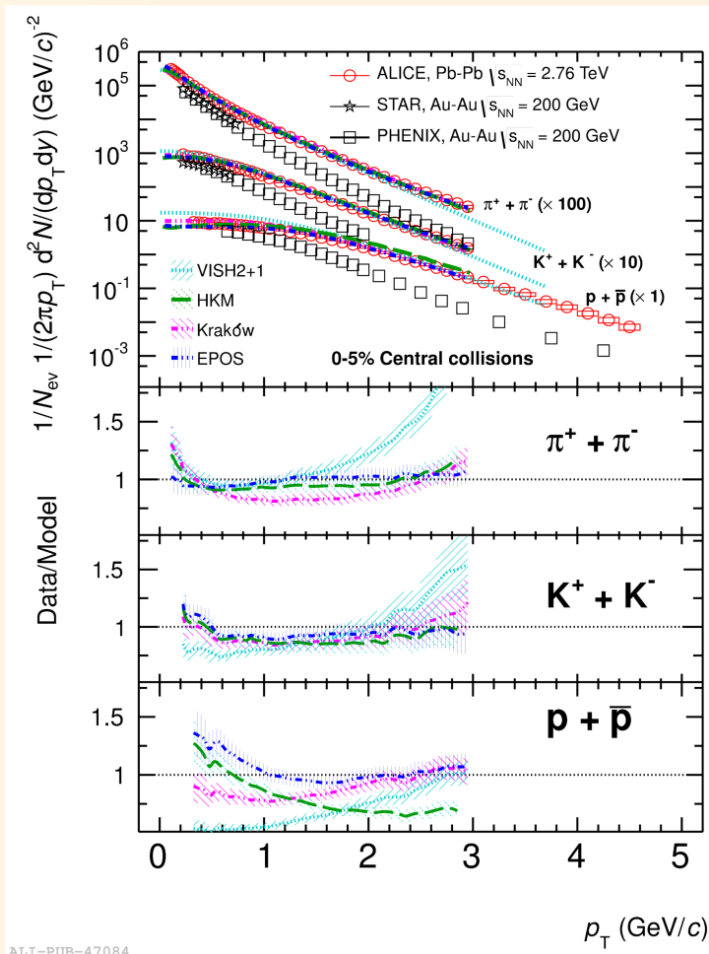 1/N_ev 1/(2πp_T) d²N/(dp_Tdy) (GeV/c)⁻²
10⁶
10⁵
10³
10
10⁻¹
10⁻³
ALICE, Pb-Pb √s_NN = 2.76 TeV
STAR, Au-Au √s_NN = 200 GeV
PHENIX, Au-Au √s_NN = 200 GeV
π⁺ + π⁻ (× 100)
K⁺ + K⁻ (× 10)
p + p̅ (× 1)
VISH2+1
HKM
Kraków
EPOS
0-5% Central collisions
Data/Model
1.5
π⁺ + π⁻
1
1.5
K⁺ + K⁻
1
1.5
p + p̅
1
0 1 2 3 4 5
p_T (GeV/c)
ALI-PUB-47084